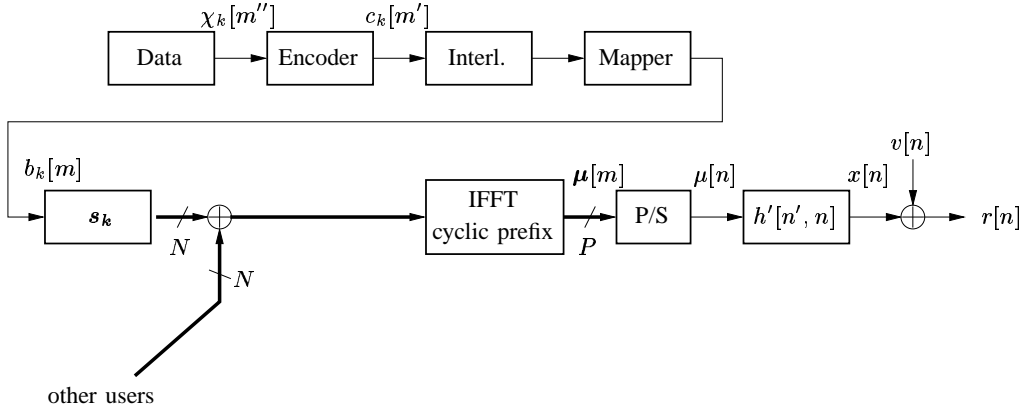 χ_k[m''] c_k[m']
Data Encoder Interl. Mapper
b_k[m] μ[m] μ[n] x[n] v[n]
s_k IFFT cyclic prefix P/S h'[n', n] r[n]
N P
N
other users